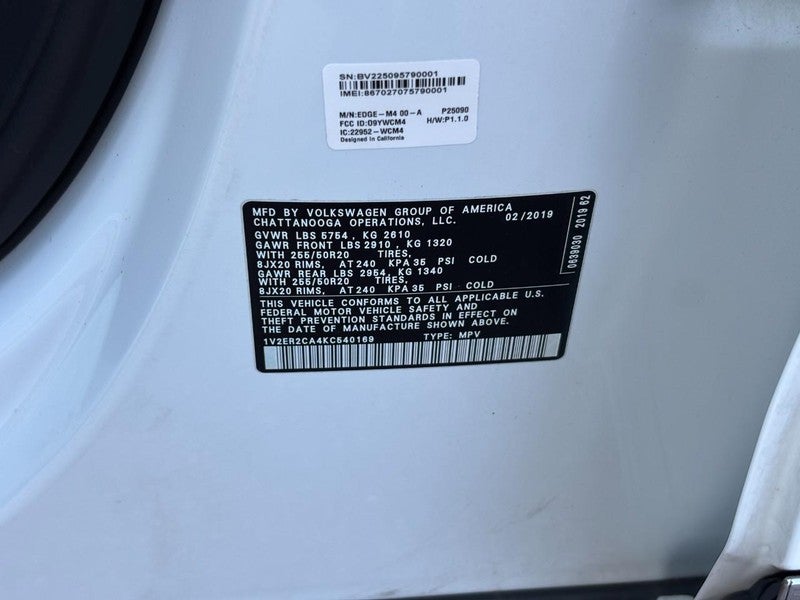 SN:BV225095790001
IMEI:867027075790001
M/N:EDGE-M4 00-A P25090
FCC ID:O9YWCM4 H/W:P1.1.0
IC:22952-WCM4
Designed in California
MFD BY VOLKSWAGEN GROUP OF AMERICA
CHATTANOOGA OPERATIONS, LLC. 02/2019
GVWR LBS 5754 , KG 2610
GAWR FRONT LBS 2910 , KG 1320
WITH 255/50R20 TIRES,
8JX20 RIMS, AT 240 KPA 35 PSI COLD
GAWR REAR LBS 2954, KG 1340
WITH 255/50R20 TIRES,
8JX20 RIMS, AT 240 KPA 35 PSI COLD
THIS VEHICLE CONFORMS TO ALL APPLICABLE U.S.
FEDERAL MOTOR VEHICLE SAFETY AND
THEFT PREVENTION STANDARDS IN EFFECT ON
THE DATE OF MANUFACTURE SHOWN ABOVE.
1V2ER2CA4KC540169 TYPE: MPV
0639030 2019 62